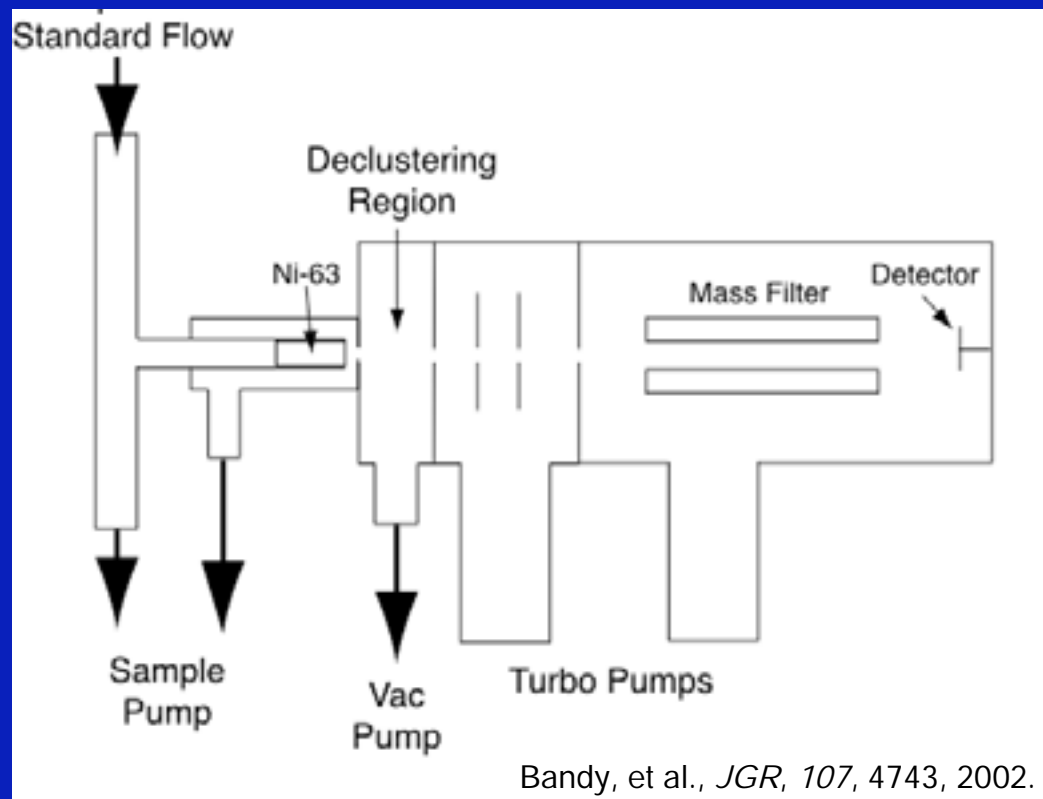 Standard Flow
Declustering
Region
Ni-63
Mass Filter
Detector
Sample
Pump
Vac
Pump
Turbo Pumps
Bandy, et al., JGR, 107, 4743, 2002.